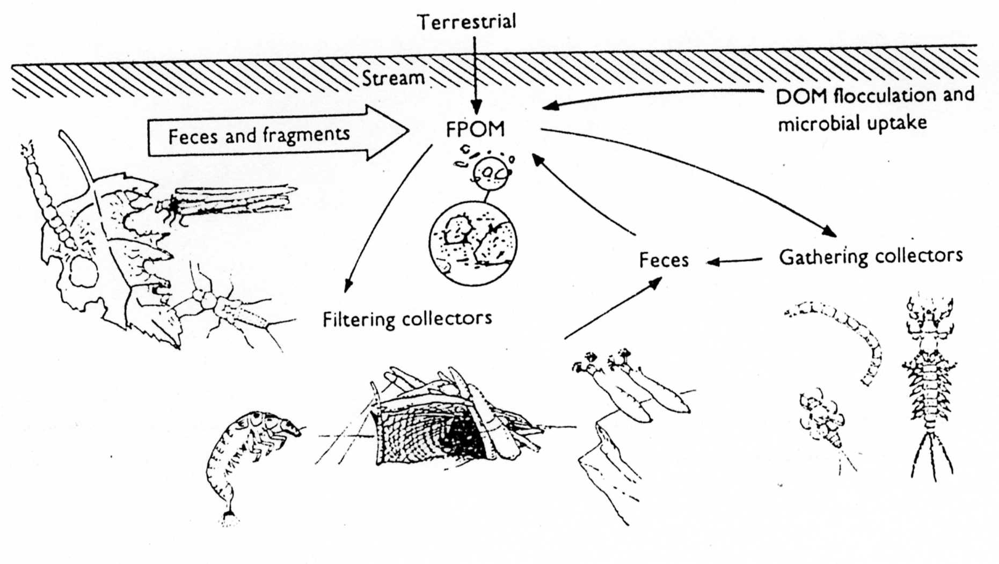 Terrestrial
Stream
DOM flocculation and
microbial uptake
Feces and fragments
FPOM
Feces
Gathering collectors
Filtering collectors